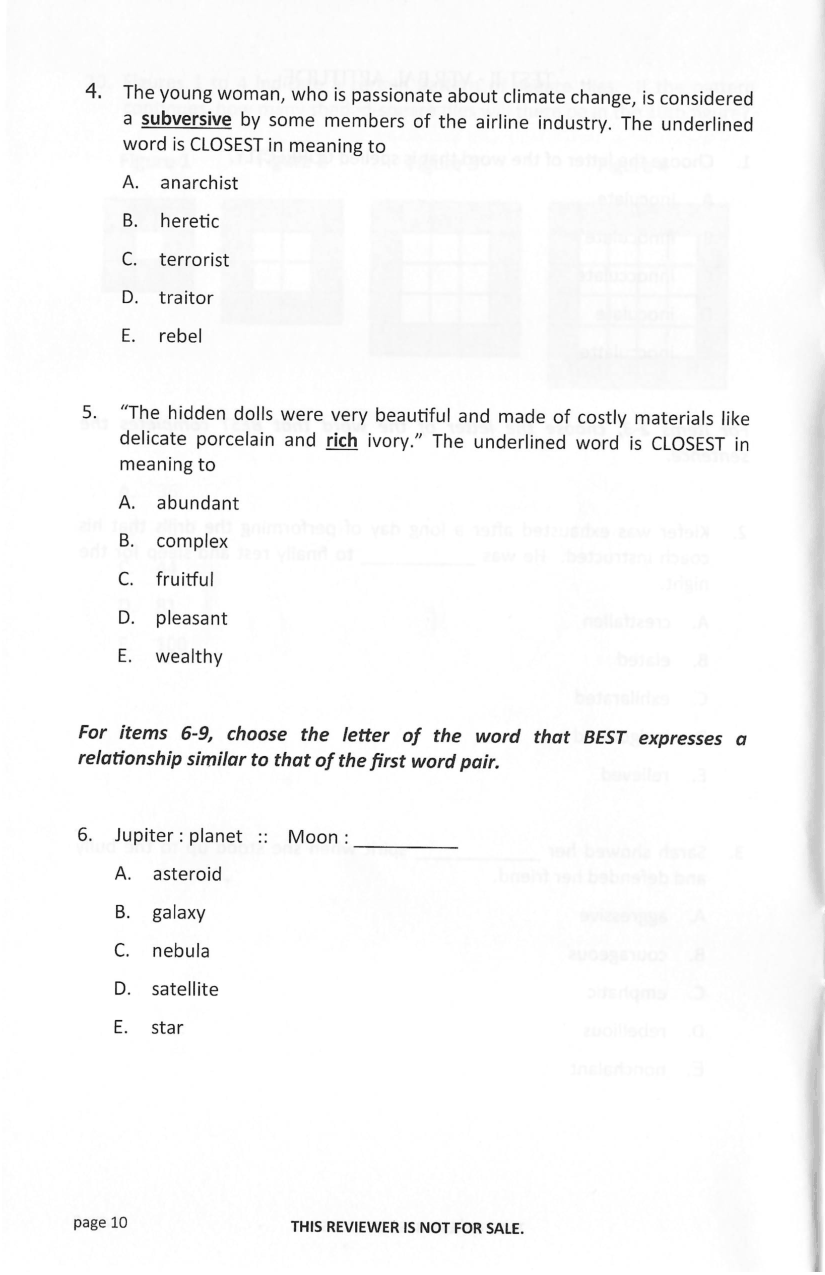 4. The young woman, who is passionate about climate change, is considered
a subversive by some members of the airline industry. The underlined
word is CLOSEST in meaning to
A. anarchist
B. heretic
C. terrorist
D. traitor
E. rebel
5. "The hidden dolls were very beautiful and made of costly materials like
delicate porcelain and rich ivory." The underlined word is CLOSEST in
meaning to
A. abundant
B. complex
C. fruitful
D. pleasant
E. wealthy
For items 6-9, choose the letter of the word that BEST expresses a
relationship similar to that of the first word pair.
6. Jupiter : planet :: Moon : __________
A. asteroid
B. galaxy
C. nebula
D. satellite
E. star
page 10
THIS REVIEWER IS NOT FOR SALE.